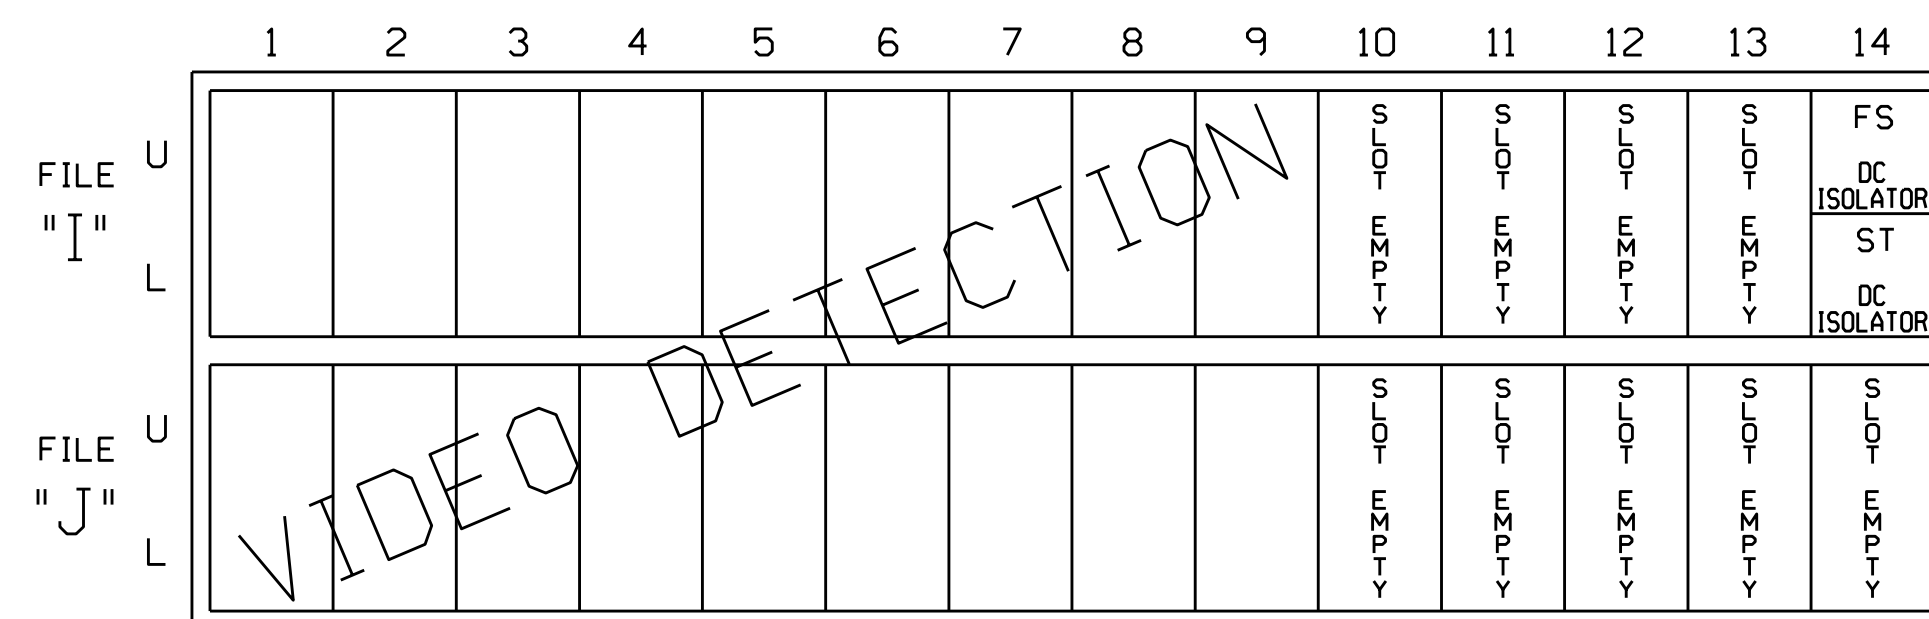 1 2 3 4 5 6 7 8 9 10 11 12 13 14
FILE
"I"
U
L
VIDEO DETECTION
SLOT EMPTY
SLOT EMPTY
SLOT EMPTY
SLOT EMPTY
FS
DC
ISOLATOR
ST
DC
ISOLATOR
FILE
"J"
U
L
SLOT EMPTY
SLOT EMPTY
SLOT EMPTY
SLOT EMPTY
SLOT EMPTY